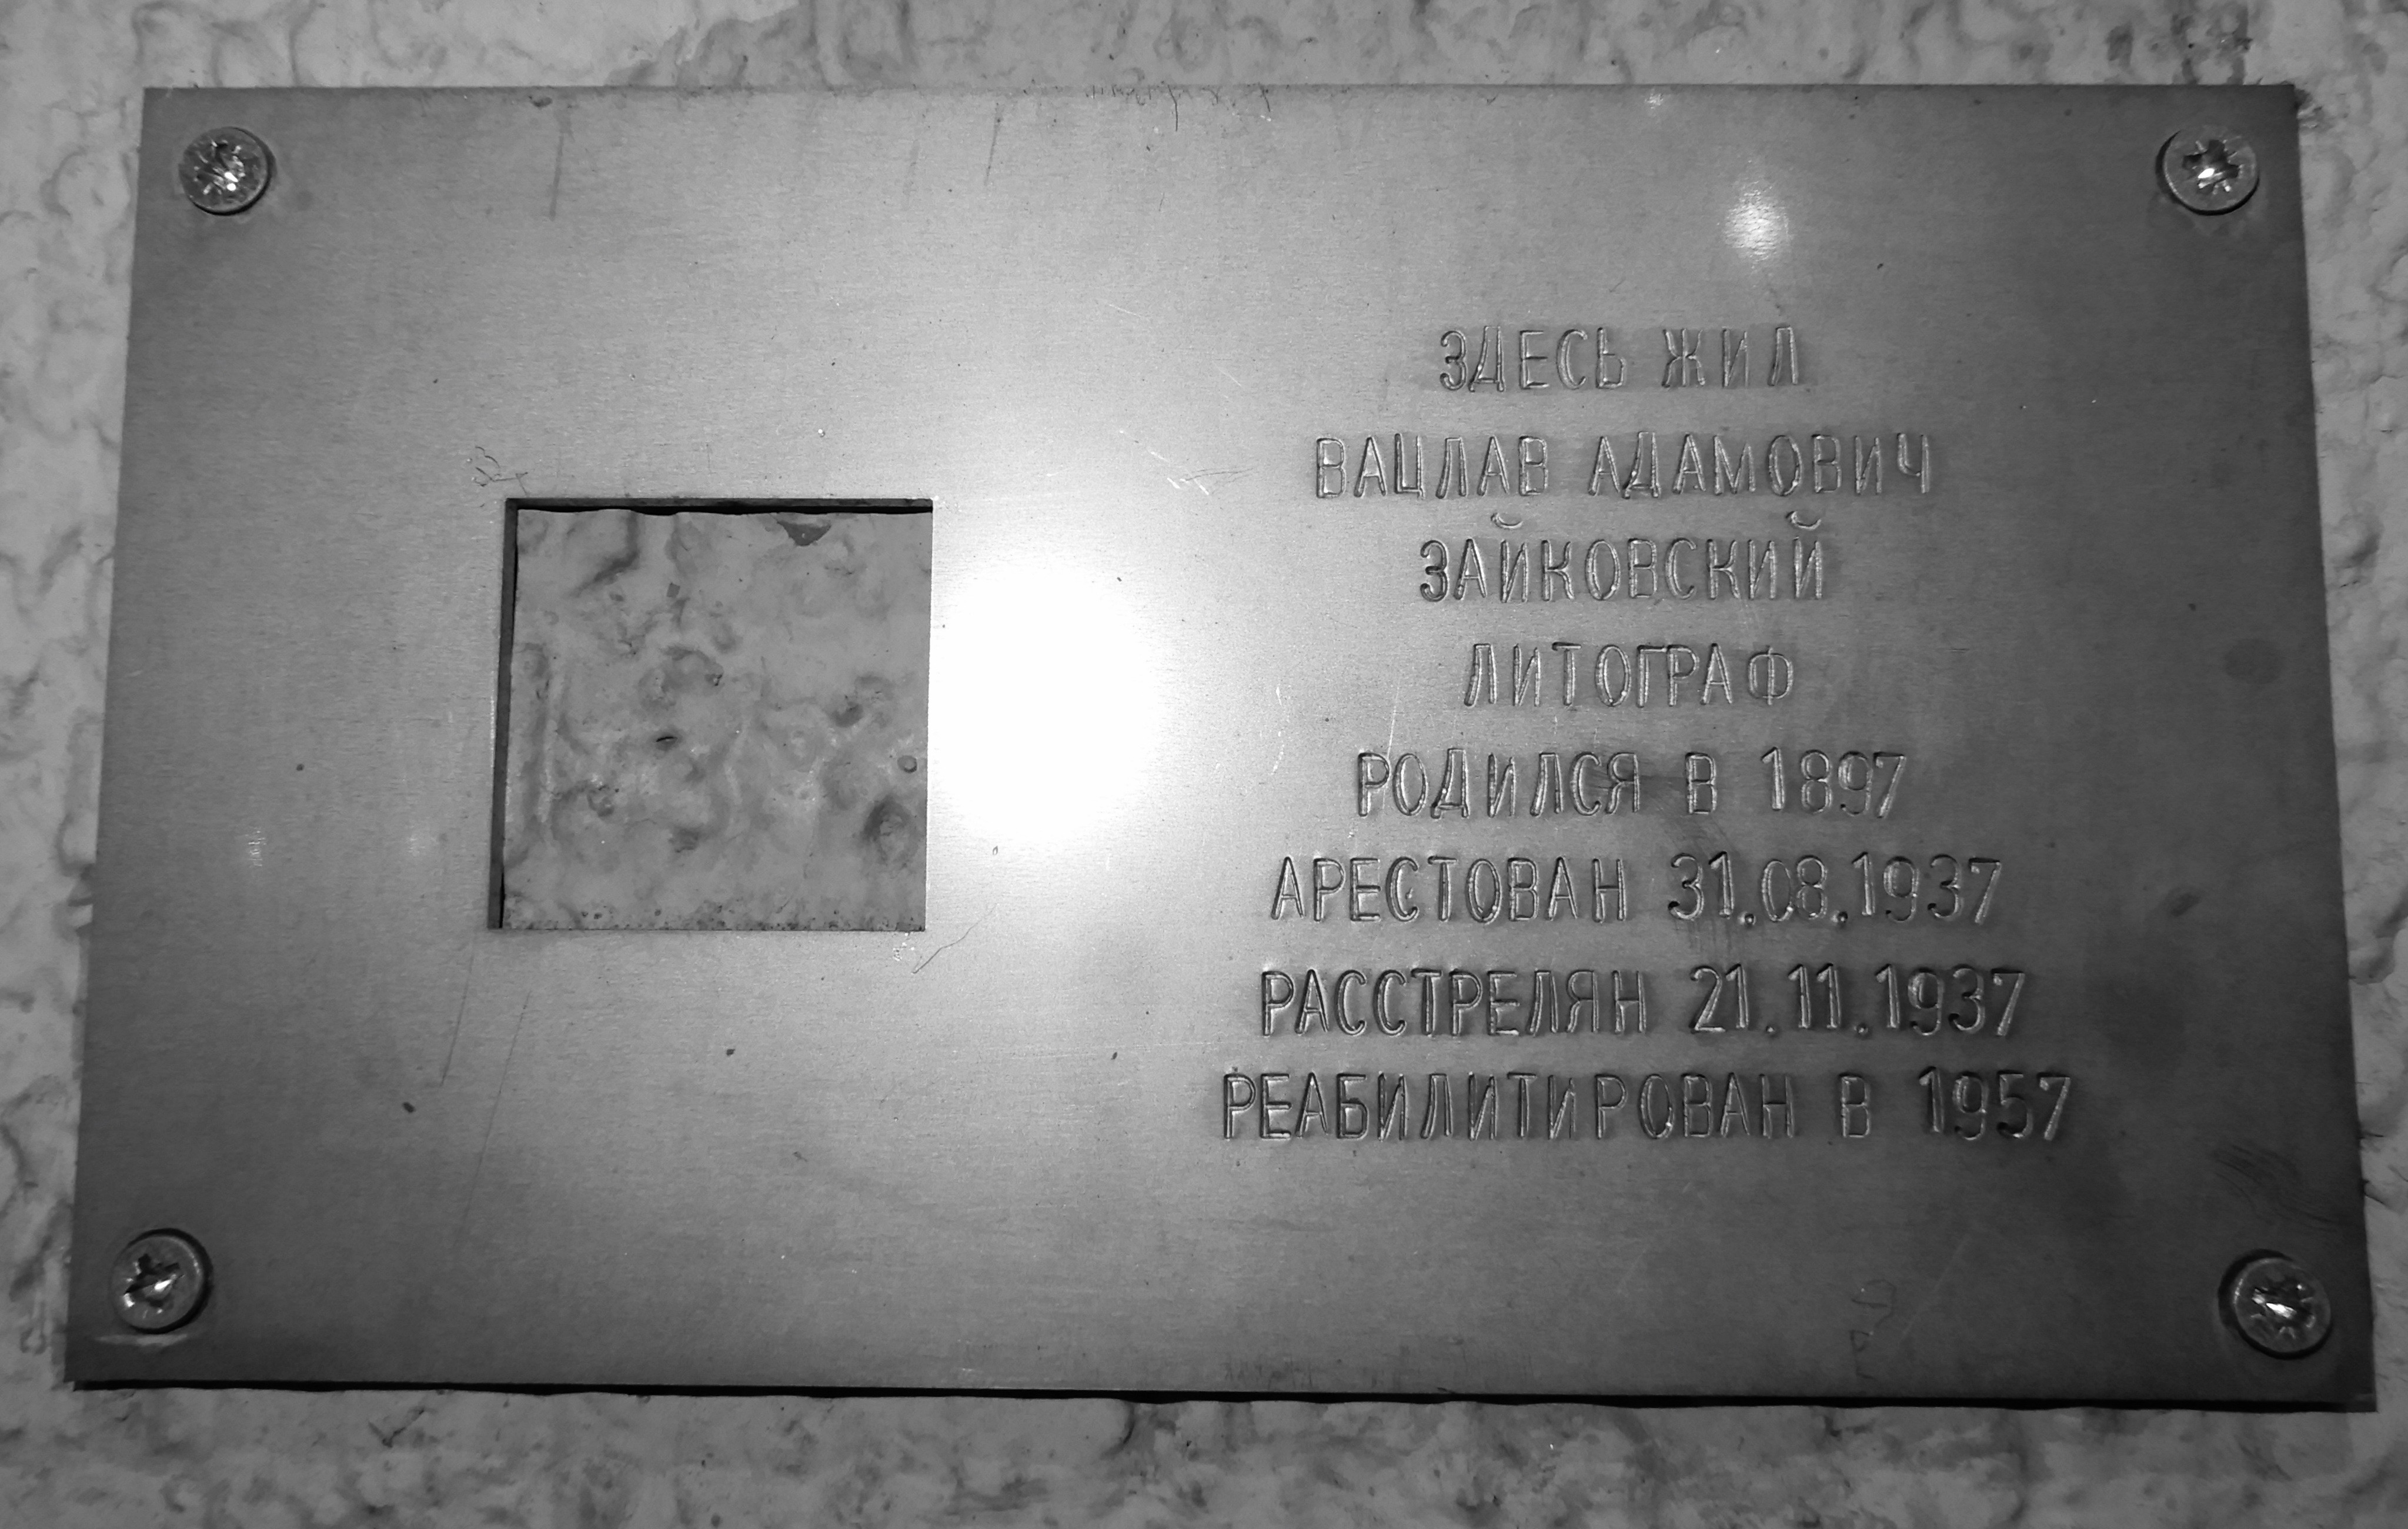 ЗДЕСЬ ЖИЛ
ВАЦЛАВ АДАМОВИЧ
ЗАЙКОВСКИЙ
ЛИТОГРАФ
РОДИЛСЯ В 1897
АРЕСТОВАН 31.08.1937
РАССТРЕЛЯН 21.11.1937
РЕАБИЛИТИРОВАН В 1957